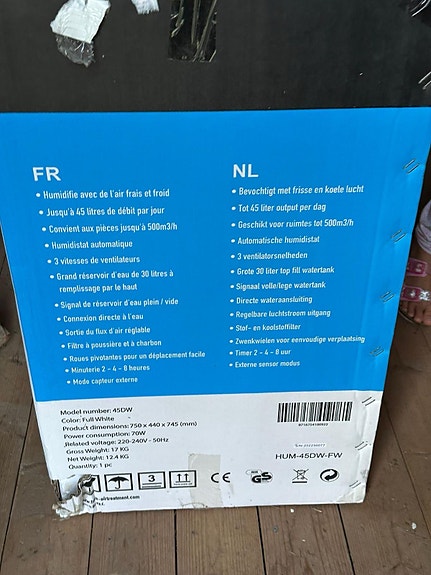 FR
• Humidifie avec de l'air frais et froid
• Jusqu'à 45 litres de débit par jour
• Convient aux pièces jusqu'à 500m3/h
• Humidistat automatique
• 3 vitesses de ventilateurs
• Grand réservoir d'eau de 30 litres à
remplissage par le haut
• Signal de réservoir d'eau plein / vide
• Connexion directe à l'eau
• Sortie du flux d'air réglable
• Filtre à poussière et à charbon
• Roues pivotantes pour un déplacement facile
• Minuterie 2 - 4 - 8 heures
• Modo capteur externe
NL
• Bevochtigt met frisse en koele lucht
• Tot 45 liter output per dag
• Geschikt voor ruimtes tot 500m3/h
• Automatische humidistat
• 3 ventilatorsnelheden
• Grote 30 liter top fill watertank
• Signaal volle/lege watertank
• Directe wateraansluiting
• Regelbare luchtstroom uitgang
• Stof- en koolstoffilter
• Zwenkwielen voor eenvoudige verplaatsing
• Timer 2 - 4 - 8 uur
• Externe sensor modus
Model number: 45DW
Color: Full White
Product dimensions: 750 x 440 x 745 (mm)
Power consumption: 70W
Related voltage: 220-240V - 50Hz
Gross Weight: 17 KG
Net Weight: 12.4 KG
Quantity: 1 pc
HUM-45DW-FW
3
CE
GS
-airtreatment.com